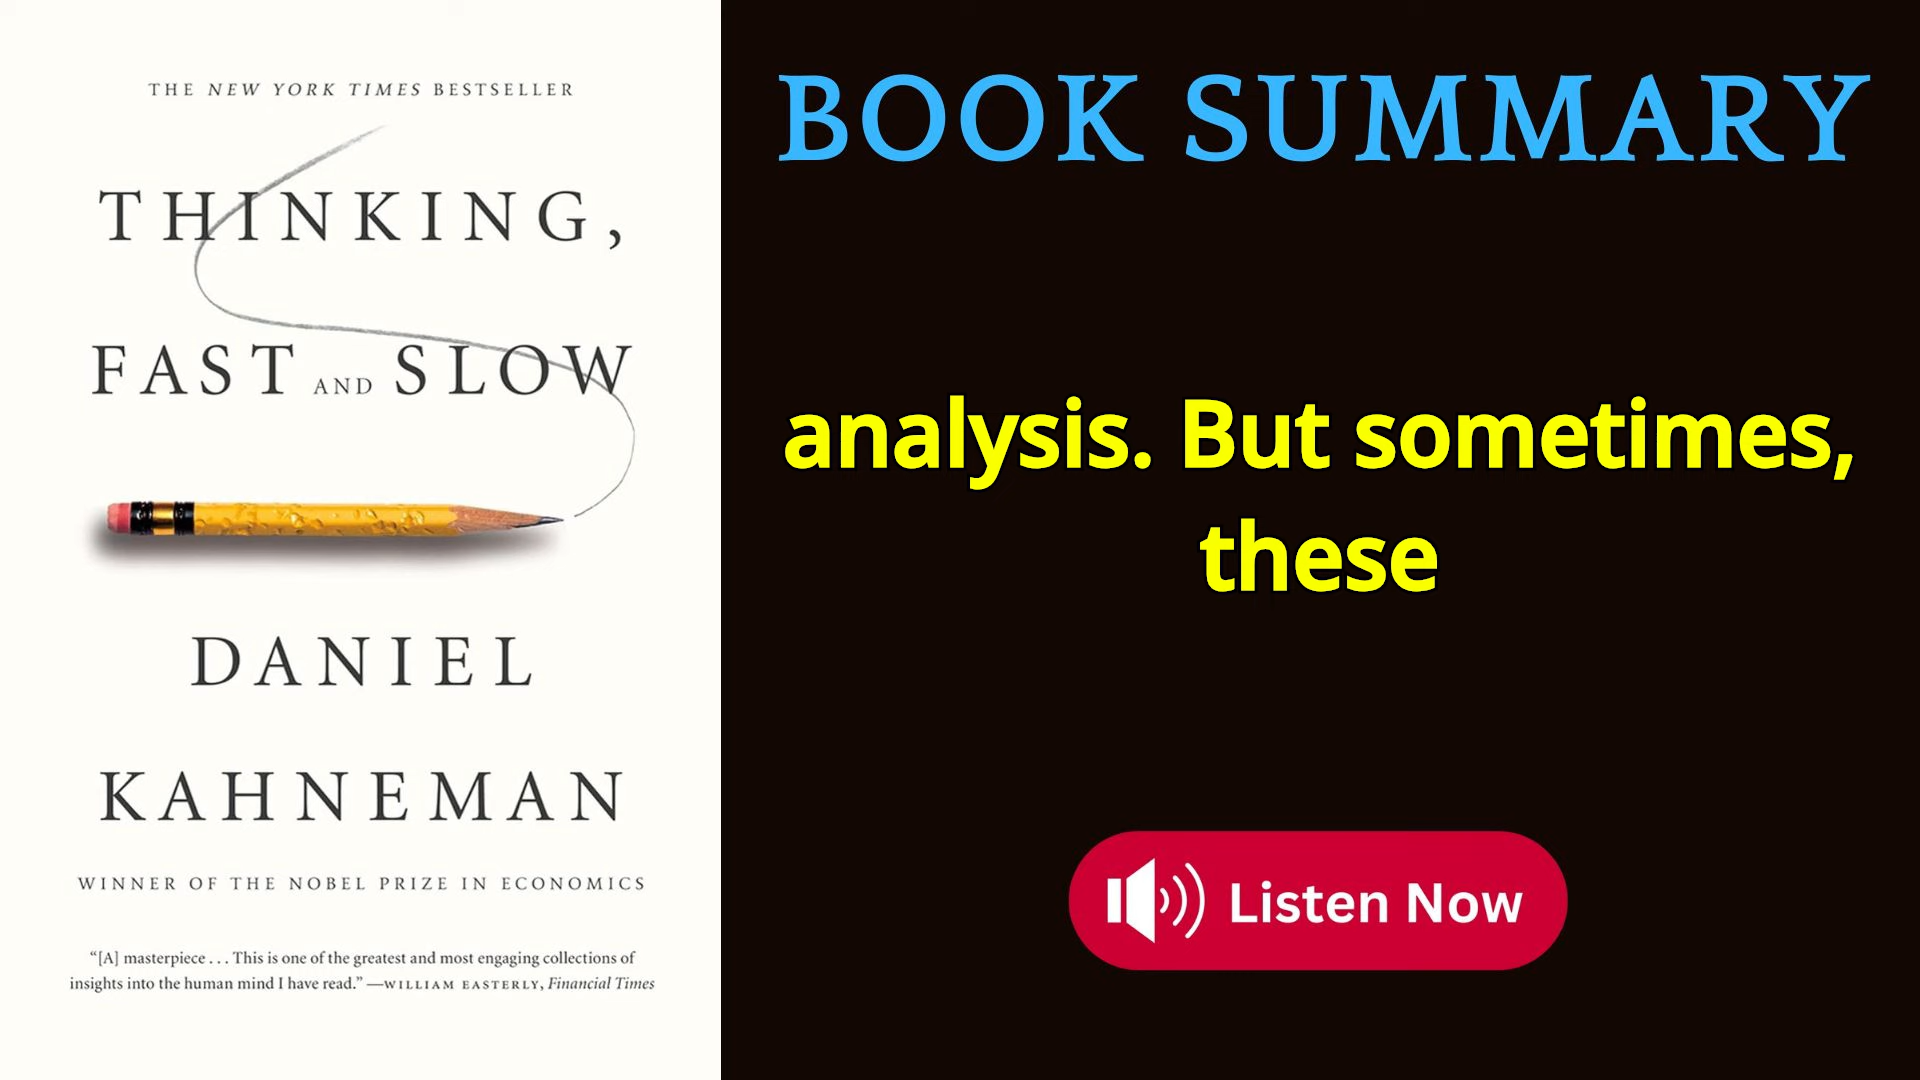 THE NEW YORK TIMES BESTSELLER
THINKING,
FAST AND SLOW
DANIEL
KAHNEMAN
WINNER OF THE NOBEL PRIZE IN ECONOMICS
“[A] masterpiece . . . This is one of the greatest and most engaging collections of
insights into the human mind I have read.” —WILLIAM EASTERLY, Financial Times
BOOK SUMMARY
analysis. But sometimes,
these
Listen Now